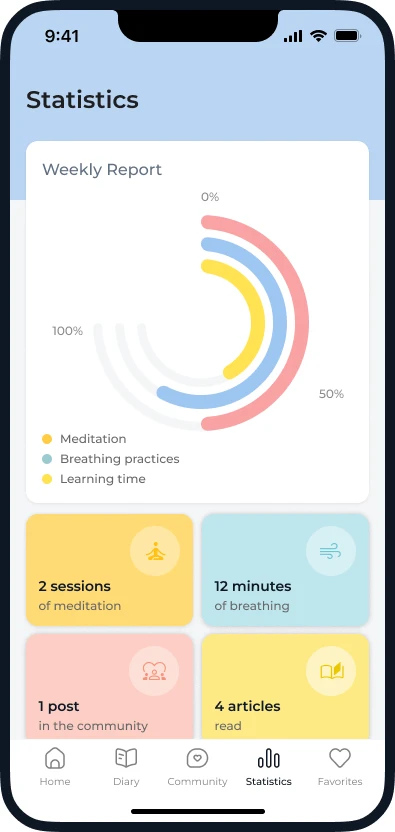 9:41
Statistics
Weekly Report
0%
100%
50%
Meditation
Breathing practices
Learning time
2 sessions
of meditation
12 minutes
of breathing
1 post
in the community
4 articles
read
Home
Diary
Community
Statistics
Favorites